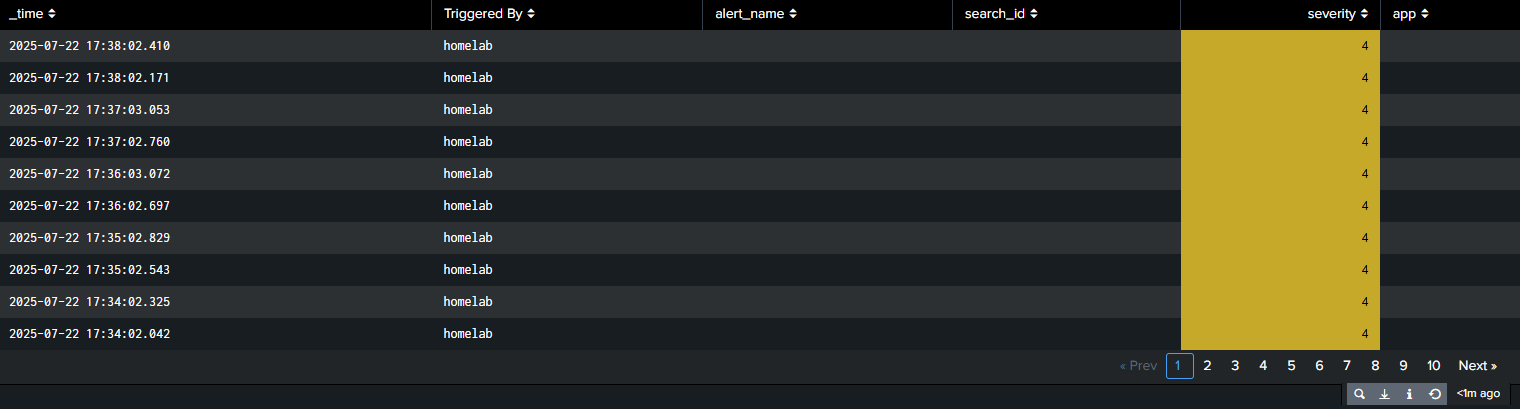 _time Triggered By alert_name search_id severity app
2025-07-22 17:38:02.410 homelab 4
2025-07-22 17:38:02.171 homelab 4
2025-07-22 17:37:03.053 homelab 4
2025-07-22 17:37:02.760 homelab 4
2025-07-22 17:36:03.072 homelab 4
2025-07-22 17:36:02.697 homelab 4
2025-07-22 17:35:02.829 homelab 4
2025-07-22 17:35:02.543 homelab 4
2025-07-22 17:34:02.325 homelab 4
2025-07-22 17:34:02.042 homelab 4
« Prev 1 2 3 4 5 6 7 8 9 10 Next »
<1m ago